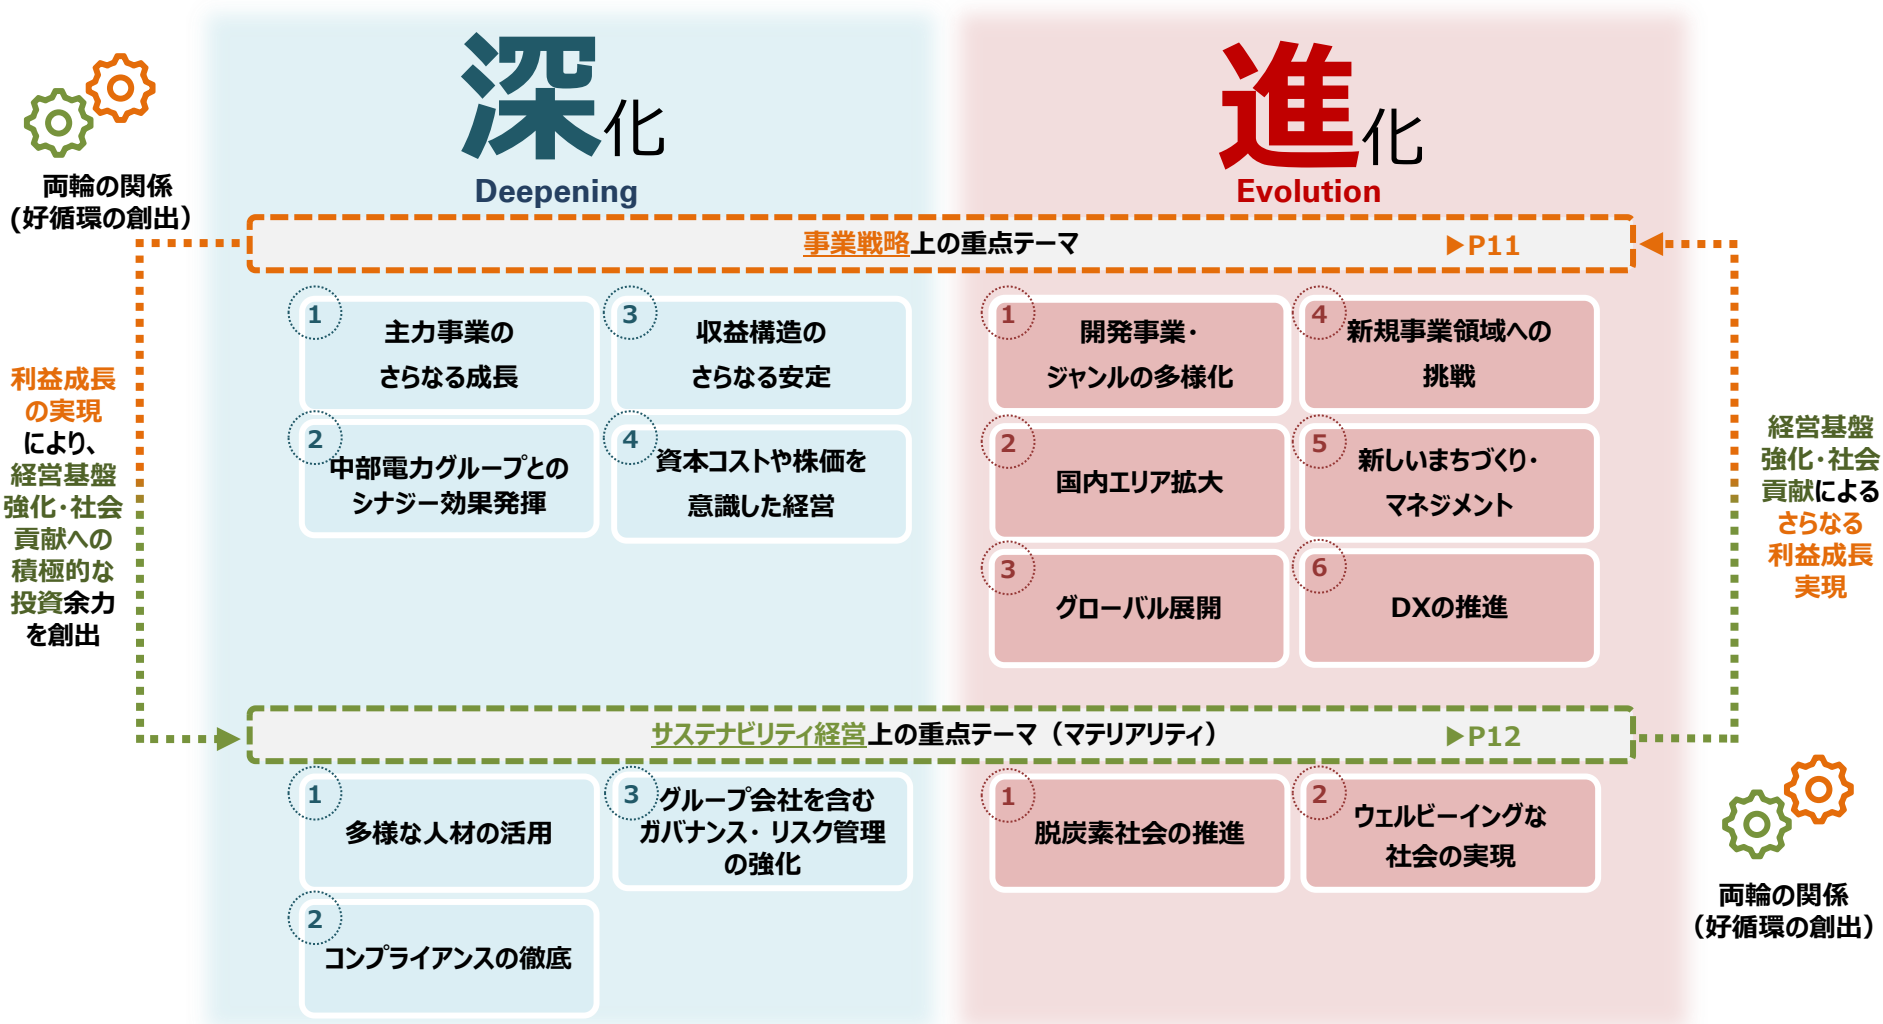 深化
Deepening
進化
Evolution
両輪の関係
(好循環の創出)
事業戦略上の重点テーマ ▶P11
1
主力事業の
さらなる成長
2
中部電力グループとの
シナジー効果発揮
3
収益構造の
さらなる安定
4
資本コストや株価を
意識した経営
1
開発事業・
ジャンルの多様化
2
国内エリア拡大
3
グローバル展開
4
新規事業領域への
挑戦
5
新しいまちづくり・
マネジメント
6
DXの推進
利益成長
の実現
により、
経営基盤
強化・社会
貢献への
積極的な
投資余力
を創出
経営基盤
強化・社会
貢献による
さらなる
利益成長
実現
サステナビリティ経営上の重点テーマ（マテリアリティ） ▶P12
1
多様な人材の活用
2
コンプライアンスの徹底
3
グループ会社を含む
ガバナンス・リスク管理
の強化
1
脱炭素社会の推進
2
ウェルビーイングな
社会の実現
両輪の関係
（好循環の創出）